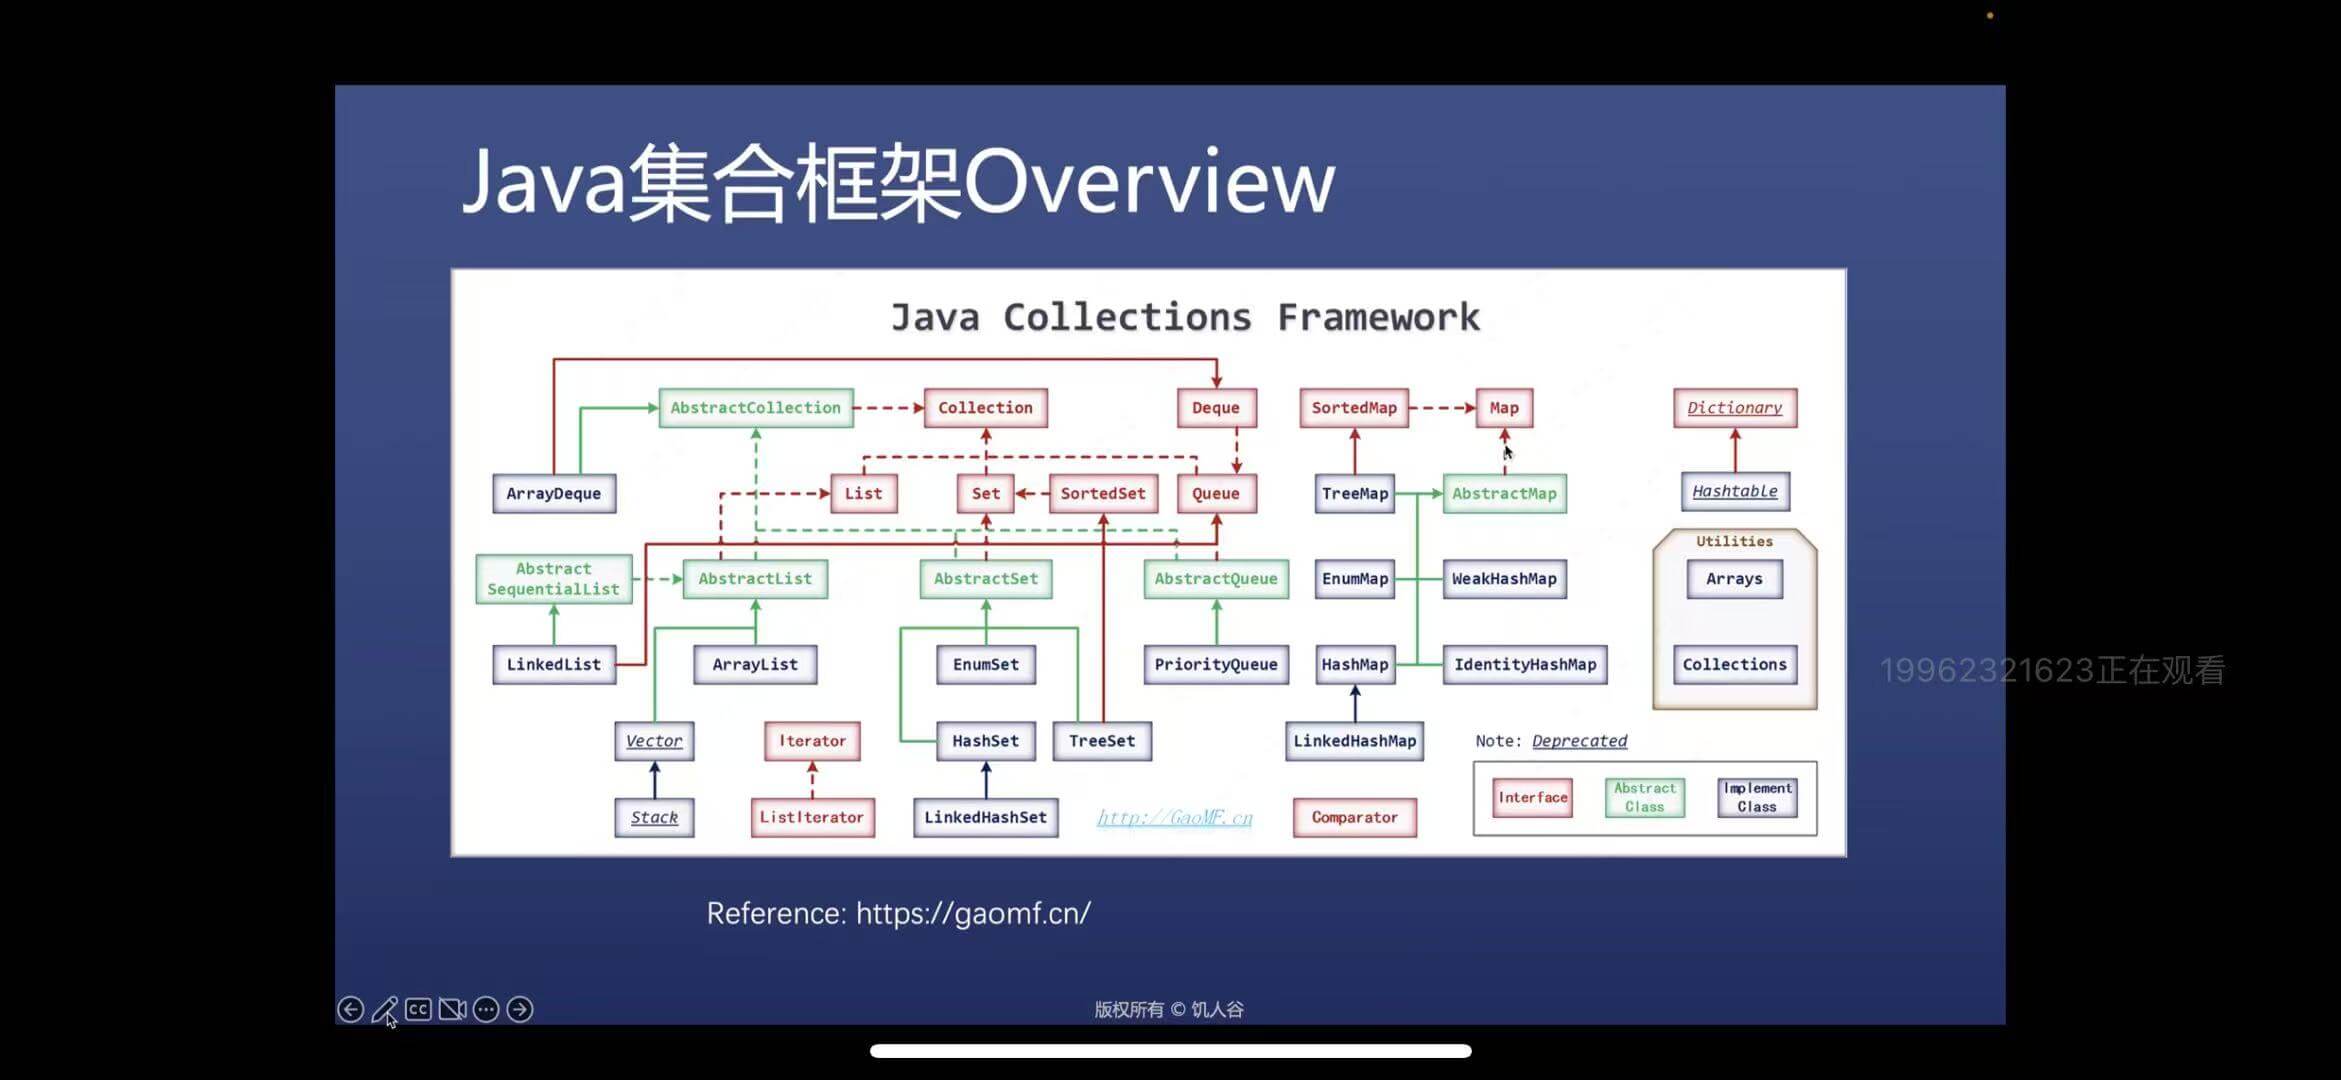 Java集合框架Overview
Java Collections Framework
AbstractCollection
Collection
Deque
SortedMap
Map
Dictionary
ArrayDeque
List
Set
SortedSet
Queue
TreeMap
AbstractMap
Hashtable
Utilities
Abstract
SequentialList
AbstractList
AbstractSet
AbstractQueue
EnumMap
WeakHashMap
Arrays
LinkedList
ArrayList
EnumSet
PriorityQueue
HashMap
IdentityHashMap
Collections
19962321623正在观看
Vector
Iterator
HashSet
TreeSet
LinkedHashMap
Note: Deprecated
Stack
ListIterator
LinkedHashSet
http://GaoMF.cn
Comparator
Interface
Abstract
Class
Implement
Class
Reference: https://gaomf.cn/
CC
版权所有 © 饥人谷